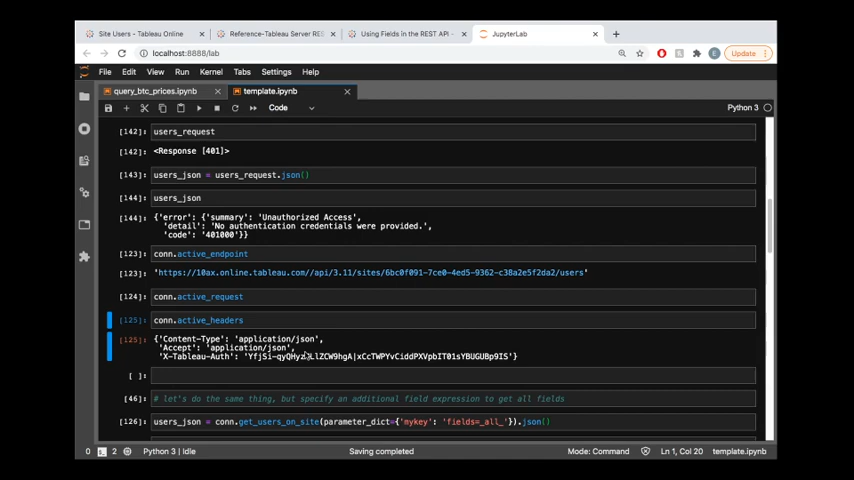 Site Users - Tableau Online
Reference-Tableau Server RES
Using Fields in the REST API -
JupyterLab
localhost:8888/lab
Update
File Edit View Run Kernel Tabs Settings Help
query_btc_prices.ipynb
template.ipynb
Code
Python 3
[142]: users_request
[142]: <Response [401]>
[143]: users_json = users_request.json()
[144]: users_json
[144]: {'error': {'summary': 'Unauthorized Access',
'detail': 'No authentication credentials were provided.',
'code': '401000'}}
[123]: conn.active_endpoint
[123]: 'https://10ax.online.tableau.com//api/3.11/sites/6bc0f091-7ce0-4ed5-9362-c38a2e5f2da2/users'
[124]: conn.active_request
[125]: conn.active_headers
[125]: {'Content-Type': 'application/json',
'Accept': 'application/json',
'X-Tableau-Auth':
[ ]:
[46]: # let's do the same thing, but specify an additional field expression to get all fields
[126]: users_json = conn.get_users_on_site(parameter_dict={'mykey': 'fields=_all_'}).json()
0 2 Python 3 | Idle
Saving completed
Mode: Command
Ln 1, Col 20 template.ipynb